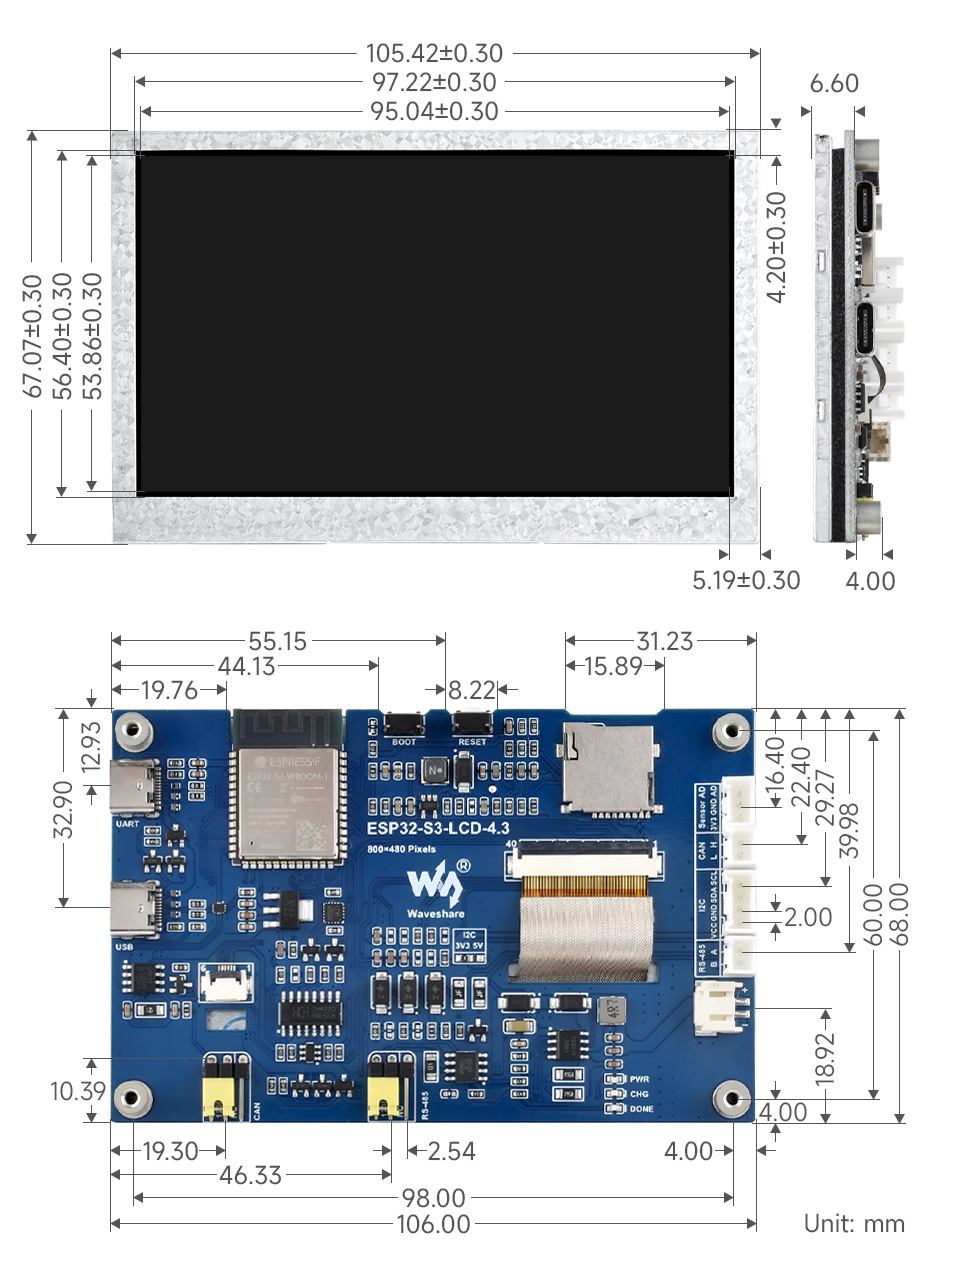 105.42±0.30
97.22±0.30
95.04±0.30
6.60
67.07±0.30
56.40±0.30
53.86±0.30
4.20±0.30
5.19±0.30
4.00
55.15
31.23
44.13
15.89
19.76
8.22
12.93
32.90
BOOT
RESET
ESPRESSIF
ESP32-S3-WROOM-1
CE
N
16.40
22.40
29.27
39.98
60.00
68.00
UART
Sensor AD
3V3 GND AD
ESP32-S3-LCD-4.3
800×480 Pixels
40
1
CAN
L H
®
Waveshare
I2C
VCC GND SDA SCL
2.00
USB
I2C
3V3 5V
RS-485
B A
6
1
+
18.92
10.39
PWR
CHG
DONE
CAN
RS-485
4.00
19.30
2.54
4.00
46.33
98.00
106.00
Unit: mm